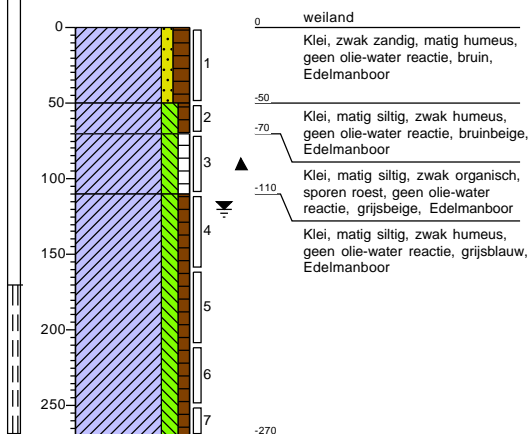 0
50
100
150
200
250
1
2
3
4
5
6
7
0
weiland
Klei, zwak zandig, matig humeus,
geen olie-water reactie, bruin,
Edelmanboor
-50
Klei, matig siltig, zwak humeus,
geen olie-water reactie, bruinbeige,
Edelmanboor
-70
Klei, matig siltig, zwak organisch,
sporen roest, geen olie-water
reactie, grijsbeige, Edelmanboor
-110
Klei, matig siltig, zwak humeus,
geen olie-water reactie, grijsblauw,
Edelmanboor
-270